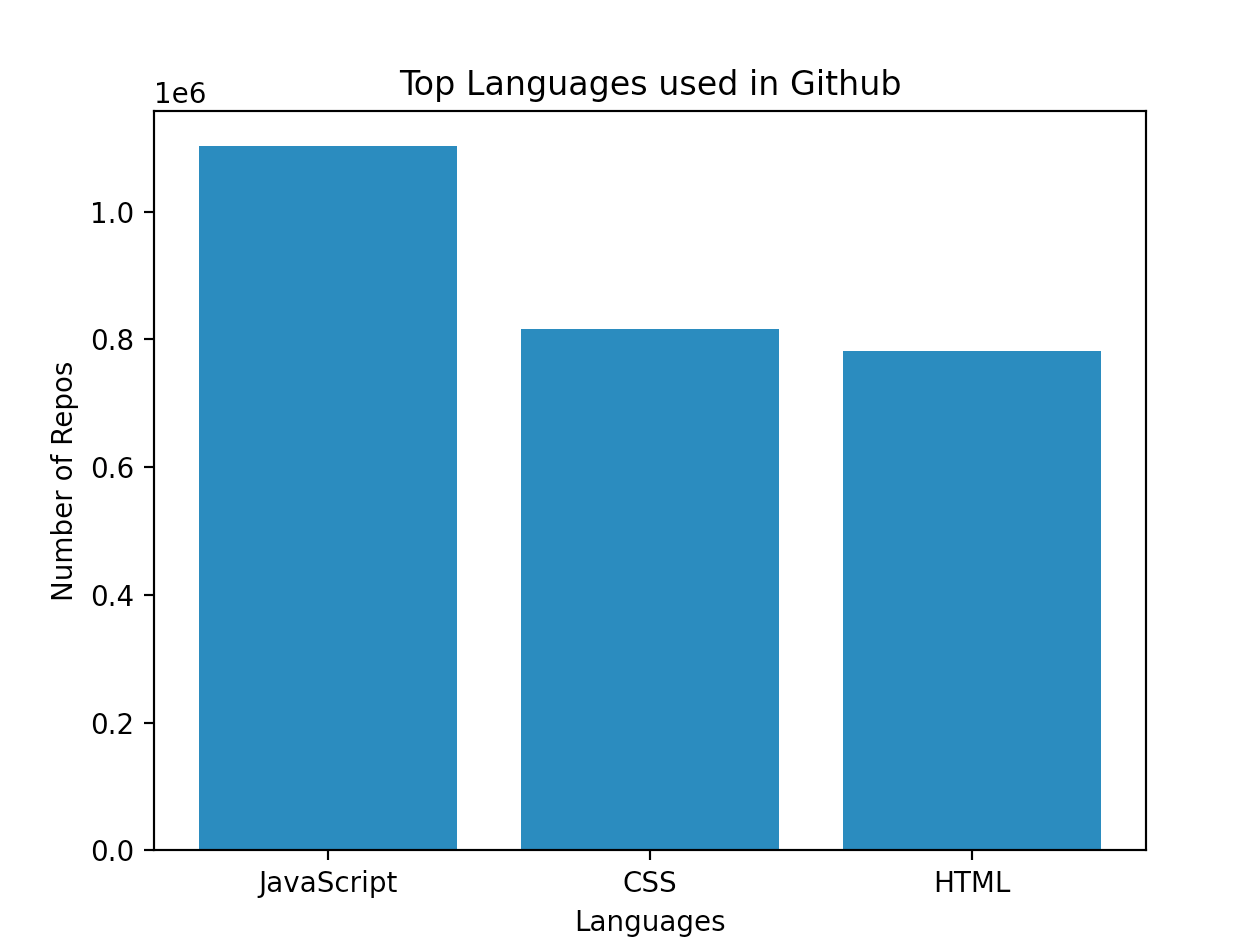 Top Languages used in Github
1e6
1.0
0.8
0.6
0.4
0.2
0.0
Number of Repos
JavaScript
CSS
HTML
Languages